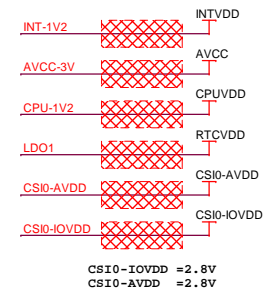 INTVDD
INT-1V2
AVCC
AVCC-3V
CPUVDD
CPU-1V2
RTCVDD
LDO1
CSI0-AVDD
CSI0-AVDD
CSI0-IOVDD
CSI0-IOVDD
CSI0-IOVDD =2.8V
CSI0-AVDD =2.8V